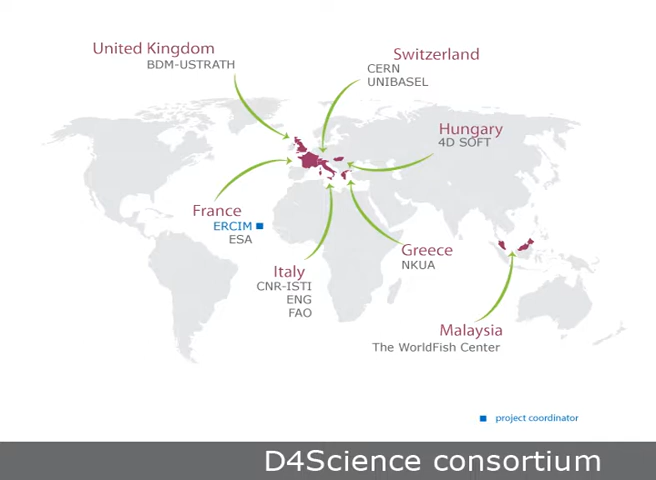 United Kingdom
BDM-USTRATH
Switzerland
CERN
UNIBASEL
Hungary
4D SOFT
France
ERCIM
ESA
Greece
NKUA
Italy
CNR-ISTI
ENG
FAO
Malaysia
The WorldFish Center
project coordinator
D4Science consortium